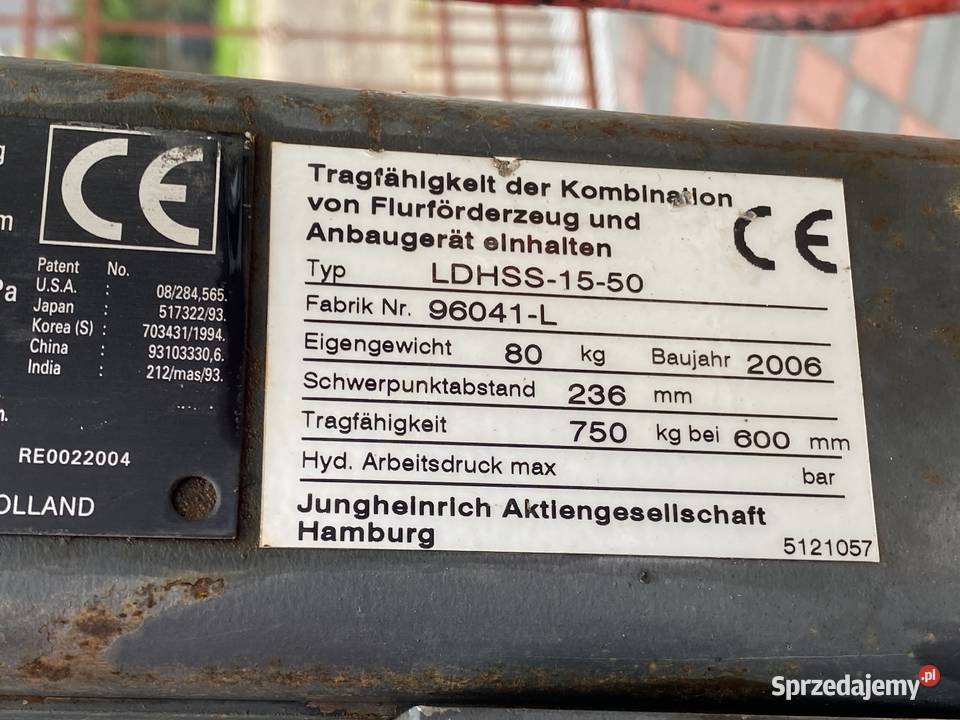 g
m
Pa
CE
Patent No.
U.S.A. : 08/284,565.
Japan : 517322/93.
Korea (S) : 703431/1994.
China : 93103330,6.
India : 212/mas/93.
n.
RE0022004
OLLAND
Tragfähigkeit der Kombination
von Flurförderzeug und
Anbaugerät einhalten
CE
Typ LDHSS-15-50
Fabrik Nr. 96041-L
Eigengewicht 80 kg Baujahr 2006
Schwerpunktabstand 236 mm
Tragfähigkeit 750 kg bei 600 mm
Hyd. Arbeitsdruck max bar
Jungheinrich Aktiengesellschaft
Hamburg
5121057
Sprzedajemy.pl